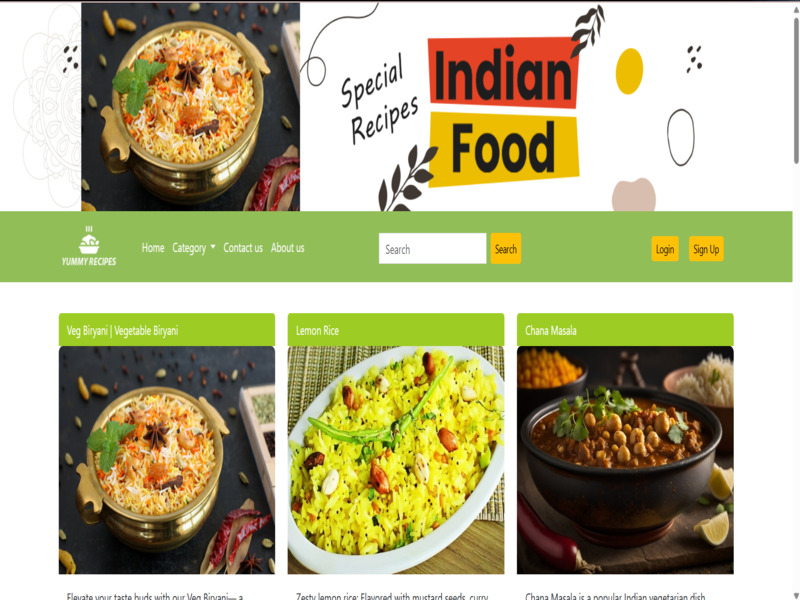 Special
Recipes
Indian
Food
YUMMY RECIPES
Home
Category
Contact us
About us
Search
Search
Login
Sign Up
Veg Biryani | Vegetable Biryani
Lemon Rice
Chana Masala
Elevate your taste buds with our Veg Biryani— a
Zesty lemon rice: Flavored with mustard seeds, curry
Chana Masala is a popular Indian vegetarian dish